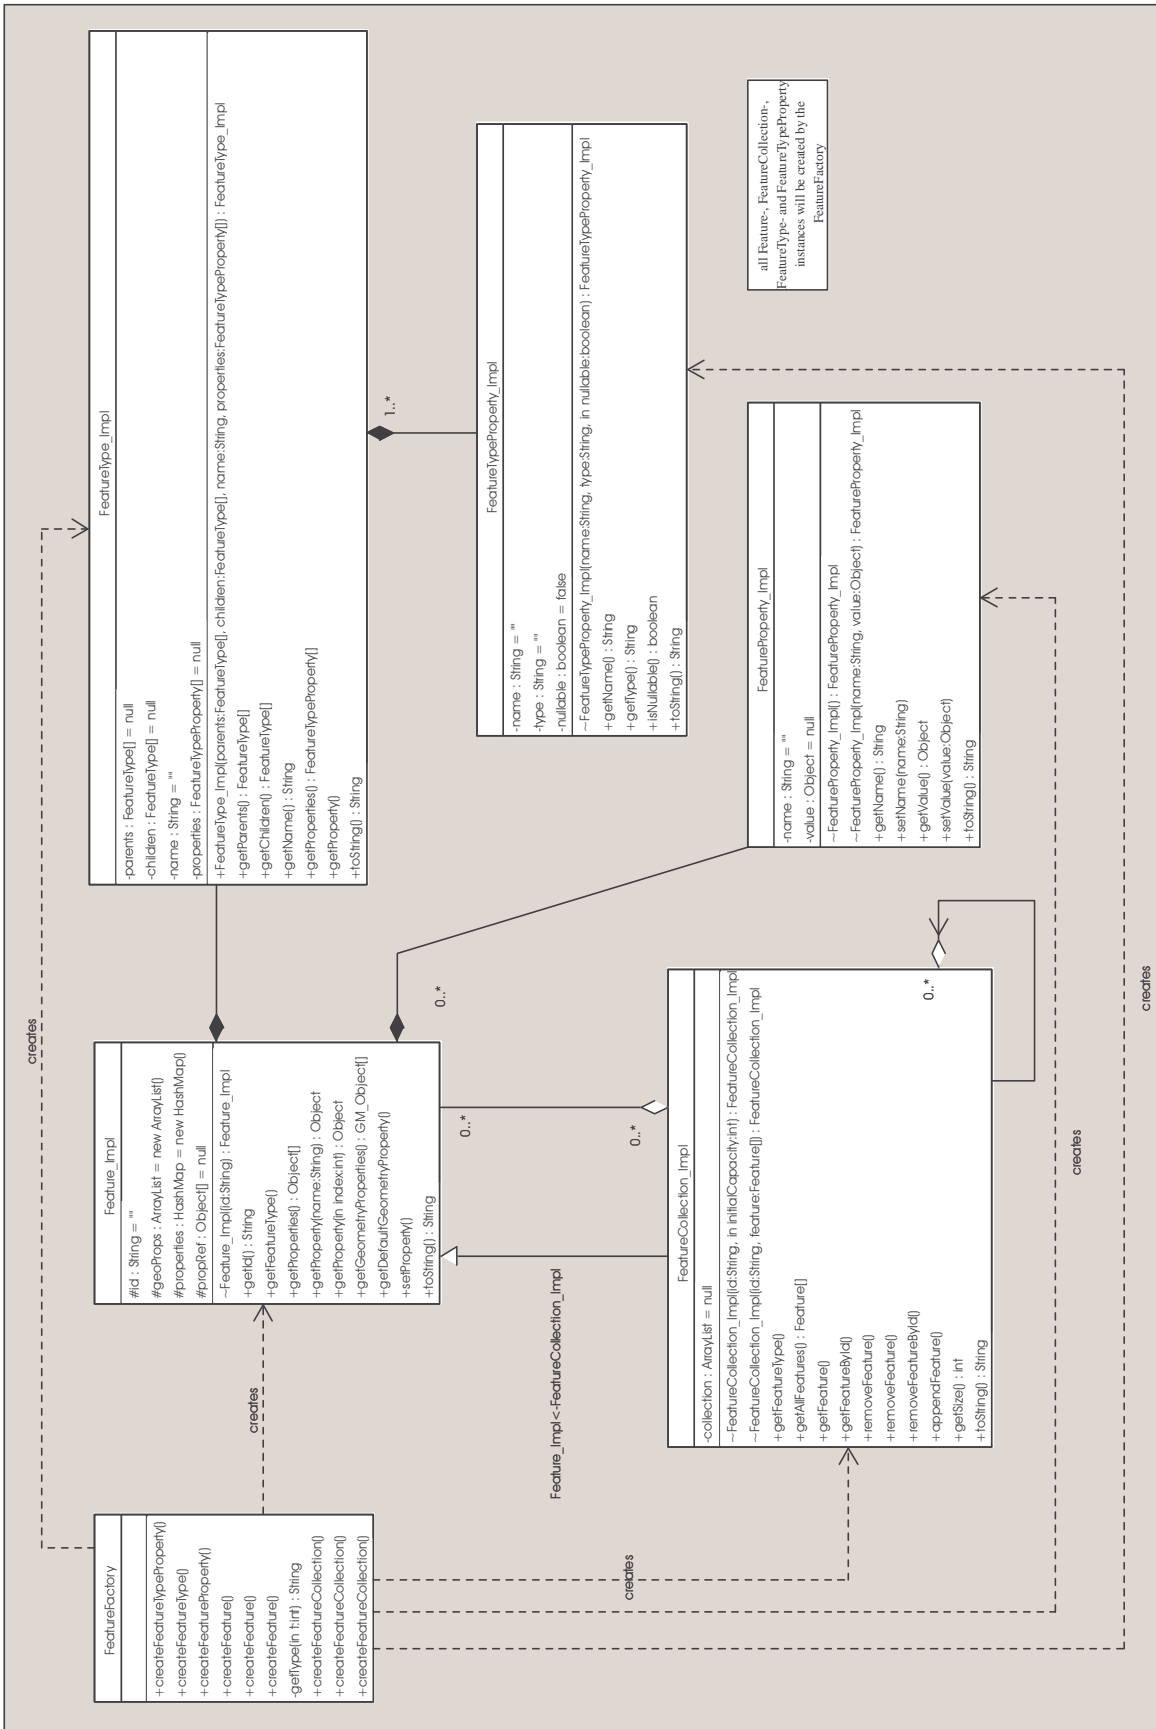 FeatureFactory
+createFeatureTypeProperty()
+createFeatureType()
+createFeatureProperty()
+createFeature()
+createFeature()
+createFeature()
-getType(in t:int) : String
+createFeatureCollection()
+createFeatureCollection()
+createFeatureCollection()
creates
creates
creates
creates
creates
Feature_Impl
#id : String = ""
#geoProps : ArrayList = new ArrayList()
#properties : HashMap = new HashMap()
#propRef : Object[] = null
~Feature_Impl(id:String) : Feature_Impl
+getId() : String
+getFeatureType()
+getProperties() : Object[]
+getProperty(name:String) : Object
+getProperty(in index:int) : Object
+getGeometryProperties() : GM_Object[]
+getDefaultGeometryProperty()
+setProperty()
+toString() : String
0..*
0..*
0..*
Feature_Impl<-FeatureCollection_Impl
FeatureCollection_Impl
-collection : ArrayList = null
~FeatureCollection_Impl(id:String, in initialCapacity:int) : FeatureCollection_Impl
~FeatureCollection_Impl(id:String, feature:Feature[]) : FeatureCollection_Impl
+getFeatureType()
+getAllFeatures() : Feature[]
+getFeature()
+getFeatureById()
+removeFeature()
+removeFeature()
+removeFeatureById()
+appendFeature()
+getSize() : int
+toString() : String
0..*
FeatureType_Impl
-parents : FeatureType[] = null
-children : FeatureType[] = null
-name : String = ""
-properties : FeatureTypeProperty[] = null
+FeatureType_Impl(parents:FeatureType[], children:FeatureType[], name:String, properties:FeatureTypeProperty[]) : FeatureType_Impl
+getParents() : FeatureType[]
+getChildren() : FeatureType[]
+getName() : String
+getProperties() : FeatureTypeProperty[]
+getProperty()
+toString() : String
1..*
FeatureTypeProperty_Impl
-name : String = ""
-type : String = ""
-nullable : boolean = false
~FeatureTypeProperty_Impl(name:String, type:String, in nullable:boolean) : FeatureTypeProperty_Impl
+getName() : String
+getType() : String
+isNullable() : boolean
+toString() : String
FeatureProperty_Impl
-name : String = ""
-value : Object = null
~FeatureProperty_Impl() : FeatureProperty_Impl
~FeatureProperty_Impl(name:String, value:Object) : FeatureProperty_Impl
+getName() : String
+setName(name:String)
+getValue() : Object
+setValue(value:Object)
+toString() : String
all Feature-, FeatureCollection-,
FeatureType- and FeatureTypeProperty
instances will be created by the
FeatureFactory